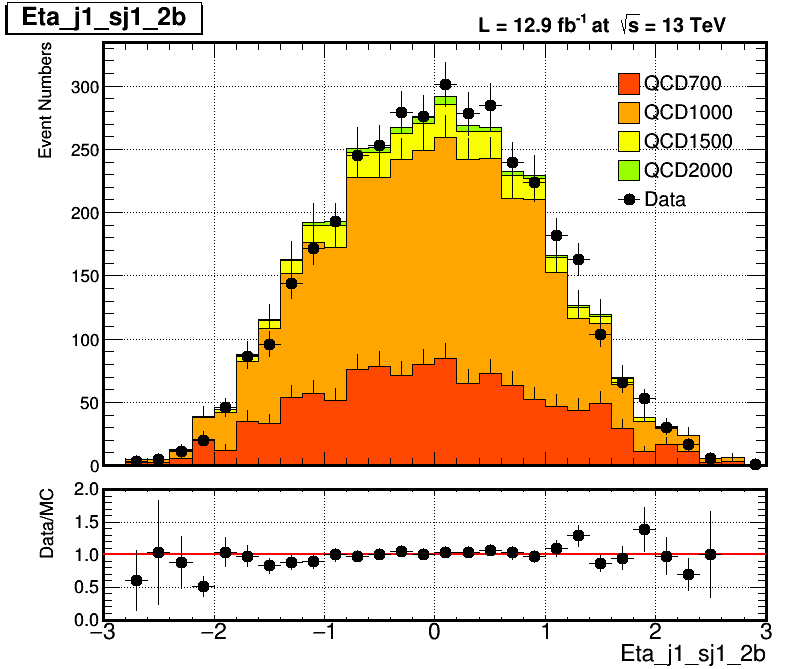 Eta_j1_sj1_2b
L = 12.9 fb⁻¹ at √s = 13 TeV
Event Numbers
300
250
200
150
100
50
0
QCD700
QCD1000
QCD1500
QCD2000
Data
Data/MC
2.0
1.5
1.0
0.5
0.0
−3 −2 −1 0 1 2 3
Eta_j1_sj1_2b